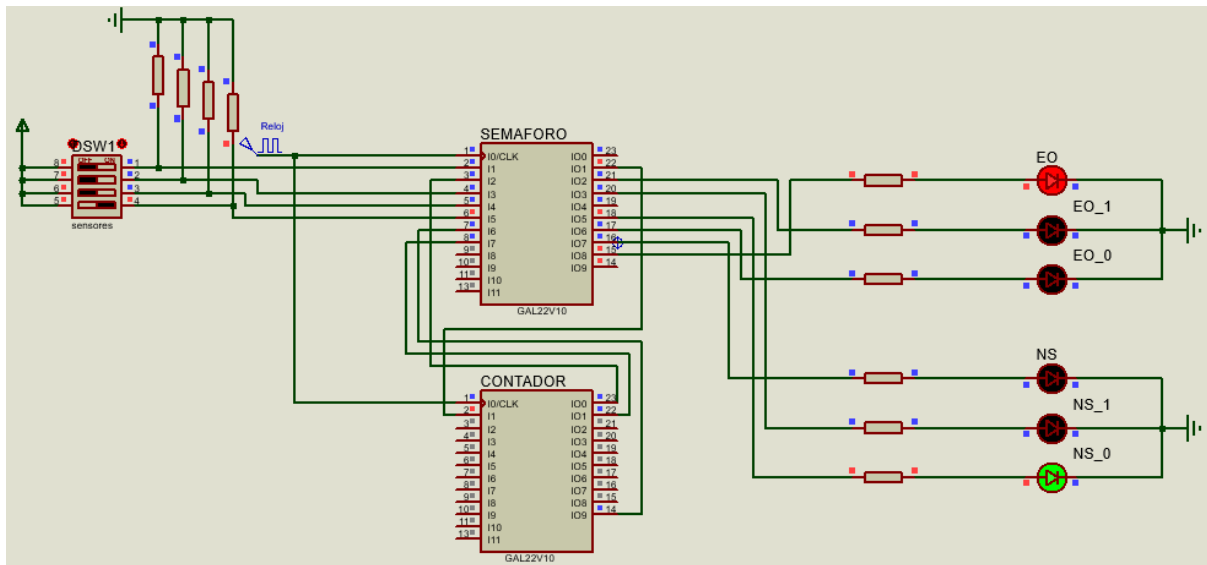 Reloj
DSW1
OFF ON
8 1
7 2
6 3
5 4
sensores
SEMAFORO
1 I0/CLK IO0 23
2 I1 IO1 22
3 I2 IO2 21
4 I3 IO3 20
5 I4 IO4 19
6 I5 IO5 18
7 I6 IO6 17
8 I7 IO7 16
9 I8 IO8 15
10 I9 IO9 14
11 I10
13 I11
GAL22V10
CONTADOR
1 I0/CLK IO0 23
2 I1 IO1 22
3 I2 IO2 21
4 I3 IO3 20
5 I4 IO4 19
6 I5 IO5 18
7 I6 IO6 17
8 I7 IO7 16
9 I8 IO8 15
10 I9 IO9 14
11 I10
13 I11
GAL22V10
EO
EO_1
EO_0
NS
NS_1
NS_0